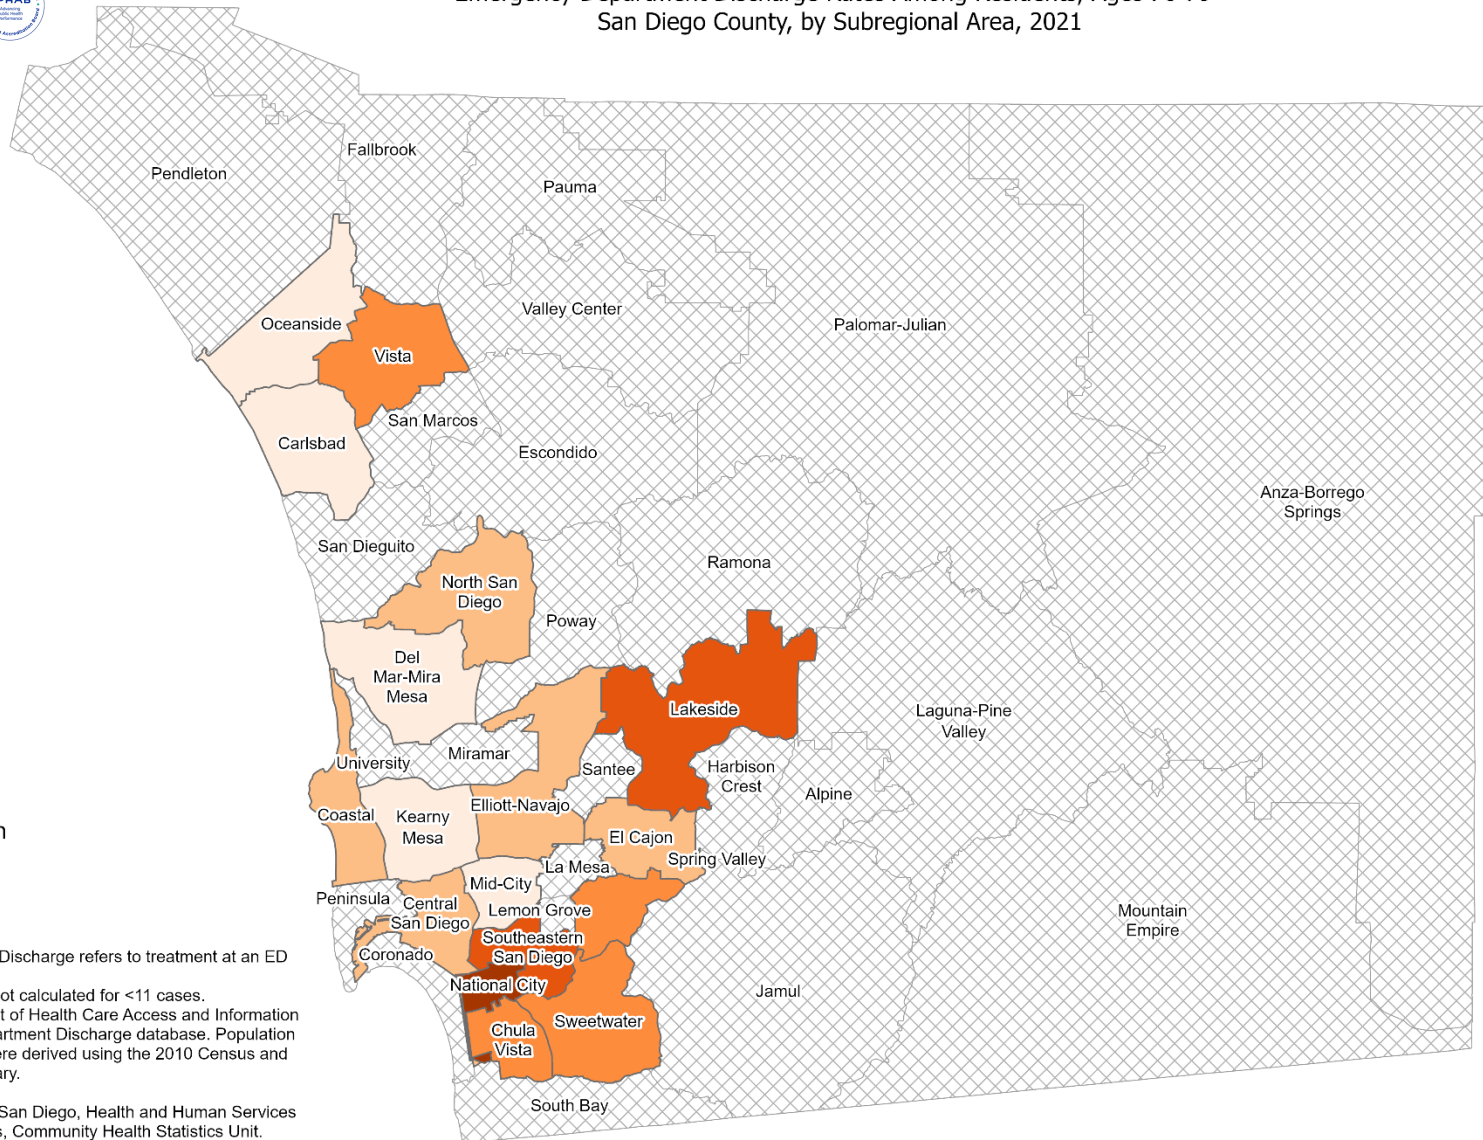 San Diego County, by Subregional Area, 2021
Fallbrook
Pendleton
Pauma
Valley Center
Oceanside
Palomar-Julian
Vista
San Marcos
Carlsbad
Escondido
Anza-Borrego
Springs
San Dieguito
Ramona
North San
Diego
Poway
Del
Mar-Mira
Mesa
Lakeside
Laguna-Pine
Valley
Miramar
University
Santee
Harbison
Crest
Alpine
Elliott-Navajo
Coastal
Kearny
Mesa
El Cajon
Spring Valley
La Mesa
Mid-City
Peninsula
Central
San Diego
Lemon Grove
Mountain
Empire
Southeastern
San Diego
Coronado
National City
Jamul
Sweetwater
Chula
Vista
South Bay
Discharge refers to treatment at an ED
ot calculated for <11 cases.
t of Health Care Access and Information
artment Discharge database. Population
ere derived using the 2010 Census and
ary.
San Diego, Health and Human Services
s, Community Health Statistics Unit.